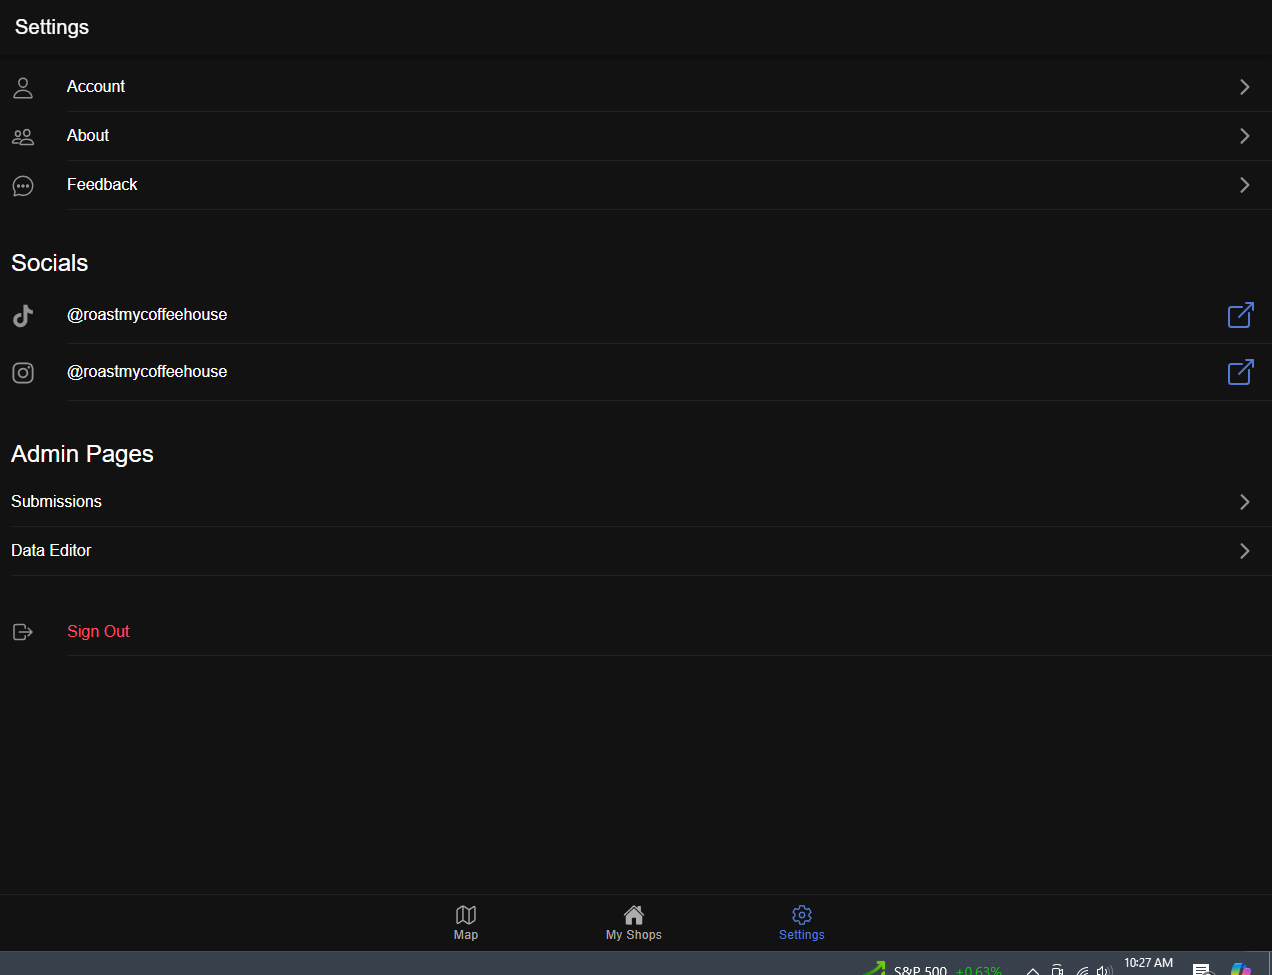 Settings
Account
About
Feedback
Socials
@roastmycoffeehouse
@roastmycoffeehouse
Admin Pages
Submissions
Data Editor
Sign Out
Map
My Shops
Settings
S&P 500 +0.63%
10:27 AM